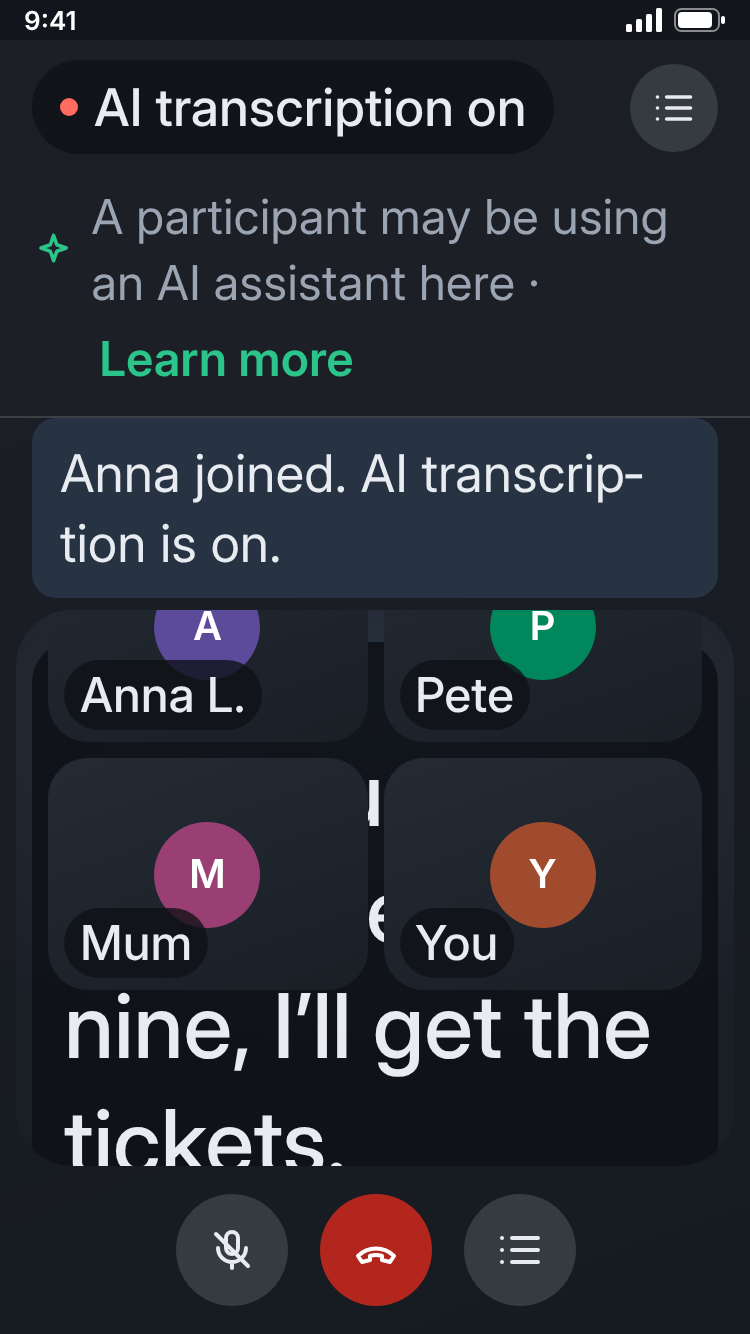 9:41
AI transcription on
A participant may be using
an AI assistant here ·
Learn more
Anna joined. AI transcrip-
tion is on.
A
P
Anna L.
Pete
M
Y
Mum
You
nine, I’ll get the
tickets.